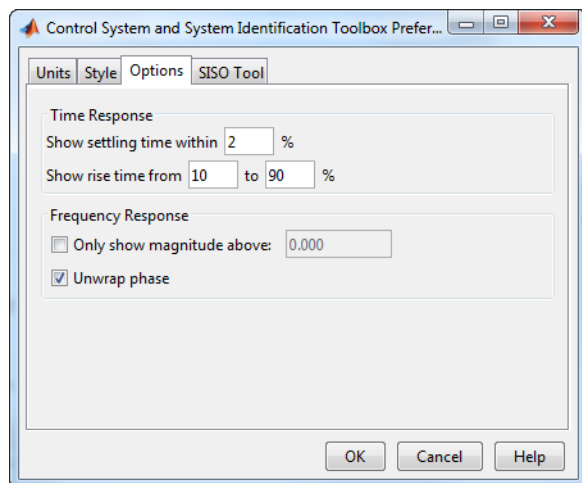 Control System and System Identification Toolbox Prefer...
Units Style Options SISO Tool
Time Response
Show settling time within 2 %
Show rise time from 10 to 90 %
Frequency Response
Only show magnitude above: 0.000
Unwrap phase
OK Cancel Help